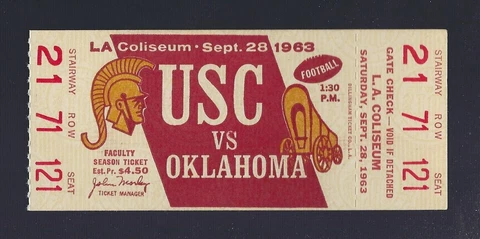 STAIRWAY ROW SEAT
21 71 121
LA Coliseum • Sept. 28 1963
FOOTBALL
1:30
P.M.
USC
VS
OKLAHOMA
FACULTY
SEASON TICKET
Est. Pr. $4.50
John Morley
TICKET MANAGER
GATE CHECK — VOID IF DETACHED
L. A. COLISEUM
SATURDAY, SEPT. 28, 1963
STAIRWAY ROW SEAT
21 71 121